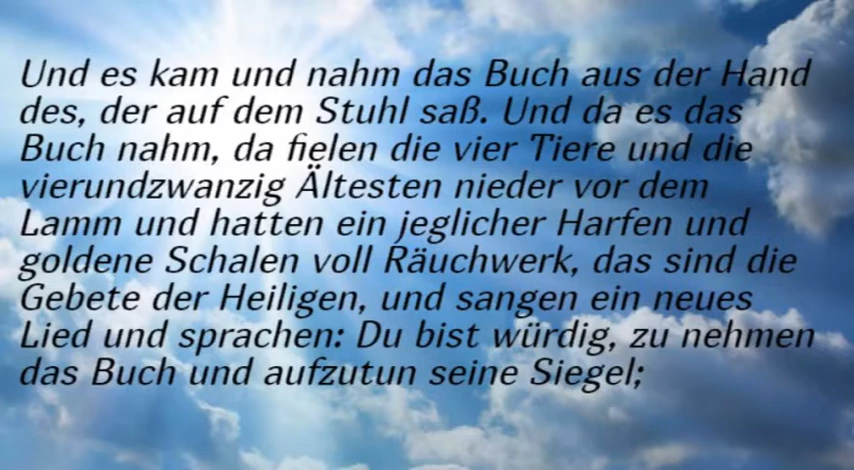 Und es kam und nahm das Buch aus der Hand
des, der auf dem Stuhl saß. Und da es das
Buch nahm, da fielen die vier Tiere und die
vierundzwanzig Ältesten nieder vor dem
Lamm und hatten ein jeglicher Harfen und
goldene Schalen voll Räuchwerk, das sind die
Gebete der Heiligen, und sangen ein neues
Lied und sprachen: Du bist würdig, zu nehmen
das Buch und aufzutun seine Siegel;